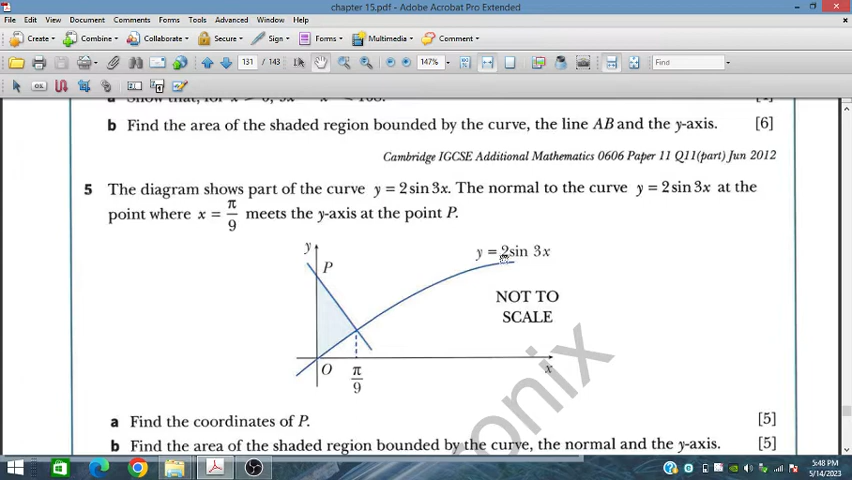 chapter 15.pdf - Adobe Acrobat Pro Extended
File Edit View Document Comments Forms Tools Advanced Window Help
Create Combine Collaborate Secure Sign Forms Multimedia Comment
131 / 143 147% Find
b Find the area of the shaded region bounded by the curve, the line AB and the y-axis. [6]
Cambridge IGCSE Additional Mathematics 0606 Paper 11 Q11(part) Jun 2012
5 The diagram shows part of the curve y = 2 sin 3x. The normal to the curve y = 2 sin 3x at the
point where x = π/9 meets the y-axis at the point P.
y
P
y = 2 sin 3x
NOT TO
SCALE
O π/9 x
a Find the coordinates of P. [5]
b Find the area of the shaded region bounded by the curve, the normal and the y-axis. [5]
5:48 PM
5/14/2023